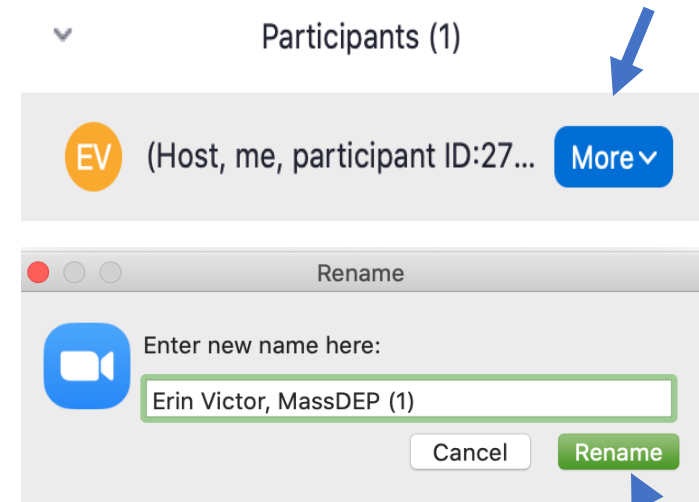 Participants (1)
EV (Host, me, participant ID:27... More
Rename
Enter new name here:
Erin Victor, MassDEP (1)
Cancel Rename